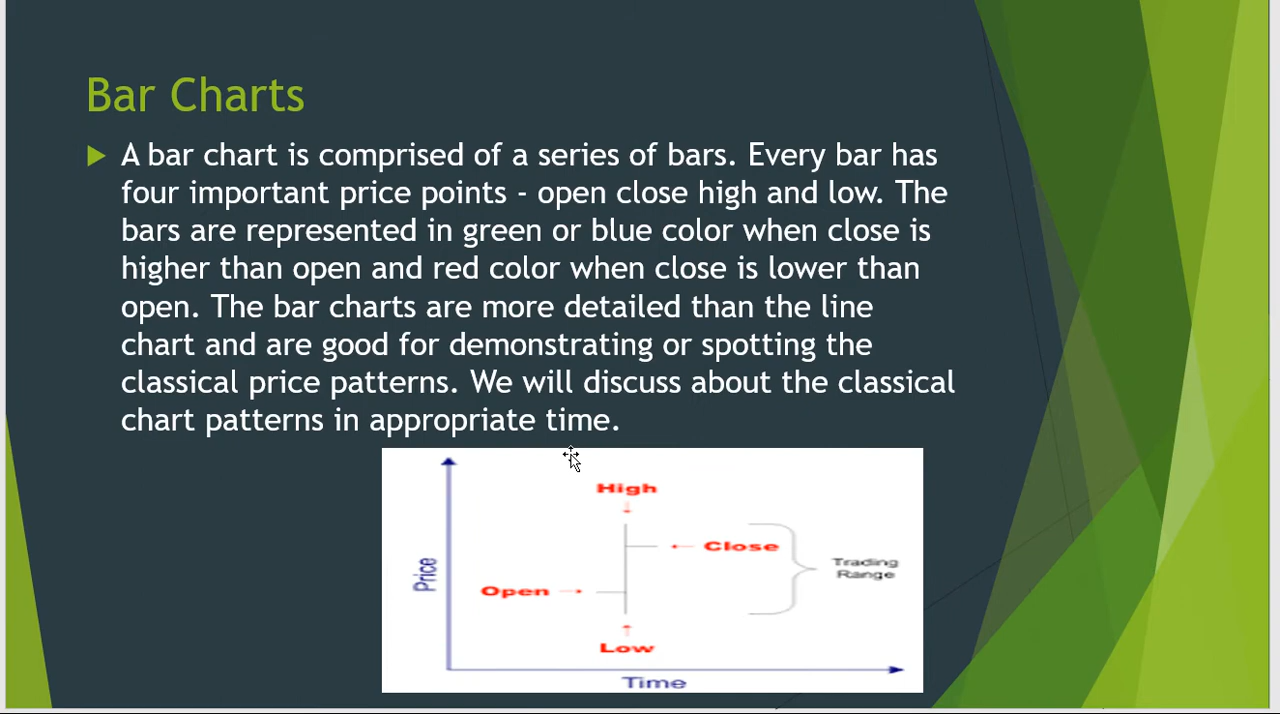 Bar Charts
A bar chart is comprised of a series of bars. Every bar has
four important price points - open close high and low. The
bars are represented in green or blue color when close is
higher than open and red color when close is lower than
open. The bar charts are more detailed than the line
chart and are good for demonstrating or spotting the
classical price patterns. We will discuss about the classical
chart patterns in appropriate time.
High
Close
Trading
Range
Price
Open
Low
Time